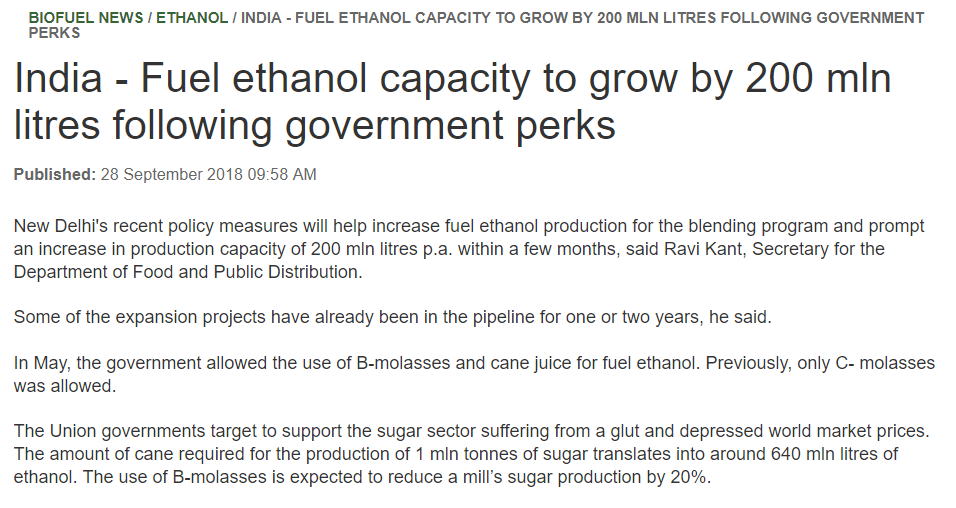 BIOFUEL NEWS / ETHANOL / INDIA - FUEL ETHANOL CAPACITY TO GROW BY 200 MLN LITRES FOLLOWING GOVERNMENT
PERKS
India - Fuel ethanol capacity to grow by 200 mln
litres following government perks
Published: 28 September 2018 09:58 AM
New Delhi's recent policy measures will help increase fuel ethanol production for the blending program and prompt
an increase in production capacity of 200 mln litres p.a. within a few months, said Ravi Kant, Secretary for the
Department of Food and Public Distribution.
Some of the expansion projects have already been in the pipeline for one or two years, he said.
In May, the government allowed the use of B-molasses and cane juice for fuel ethanol. Previously, only C- molasses
was allowed.
The Union governments target to support the sugar sector suffering from a glut and depressed world market prices.
The amount of cane required for the production of 1 mln tonnes of sugar translates into around 640 mln litres of
ethanol. The use of B-molasses is expected to reduce a mill’s sugar production by 20%.